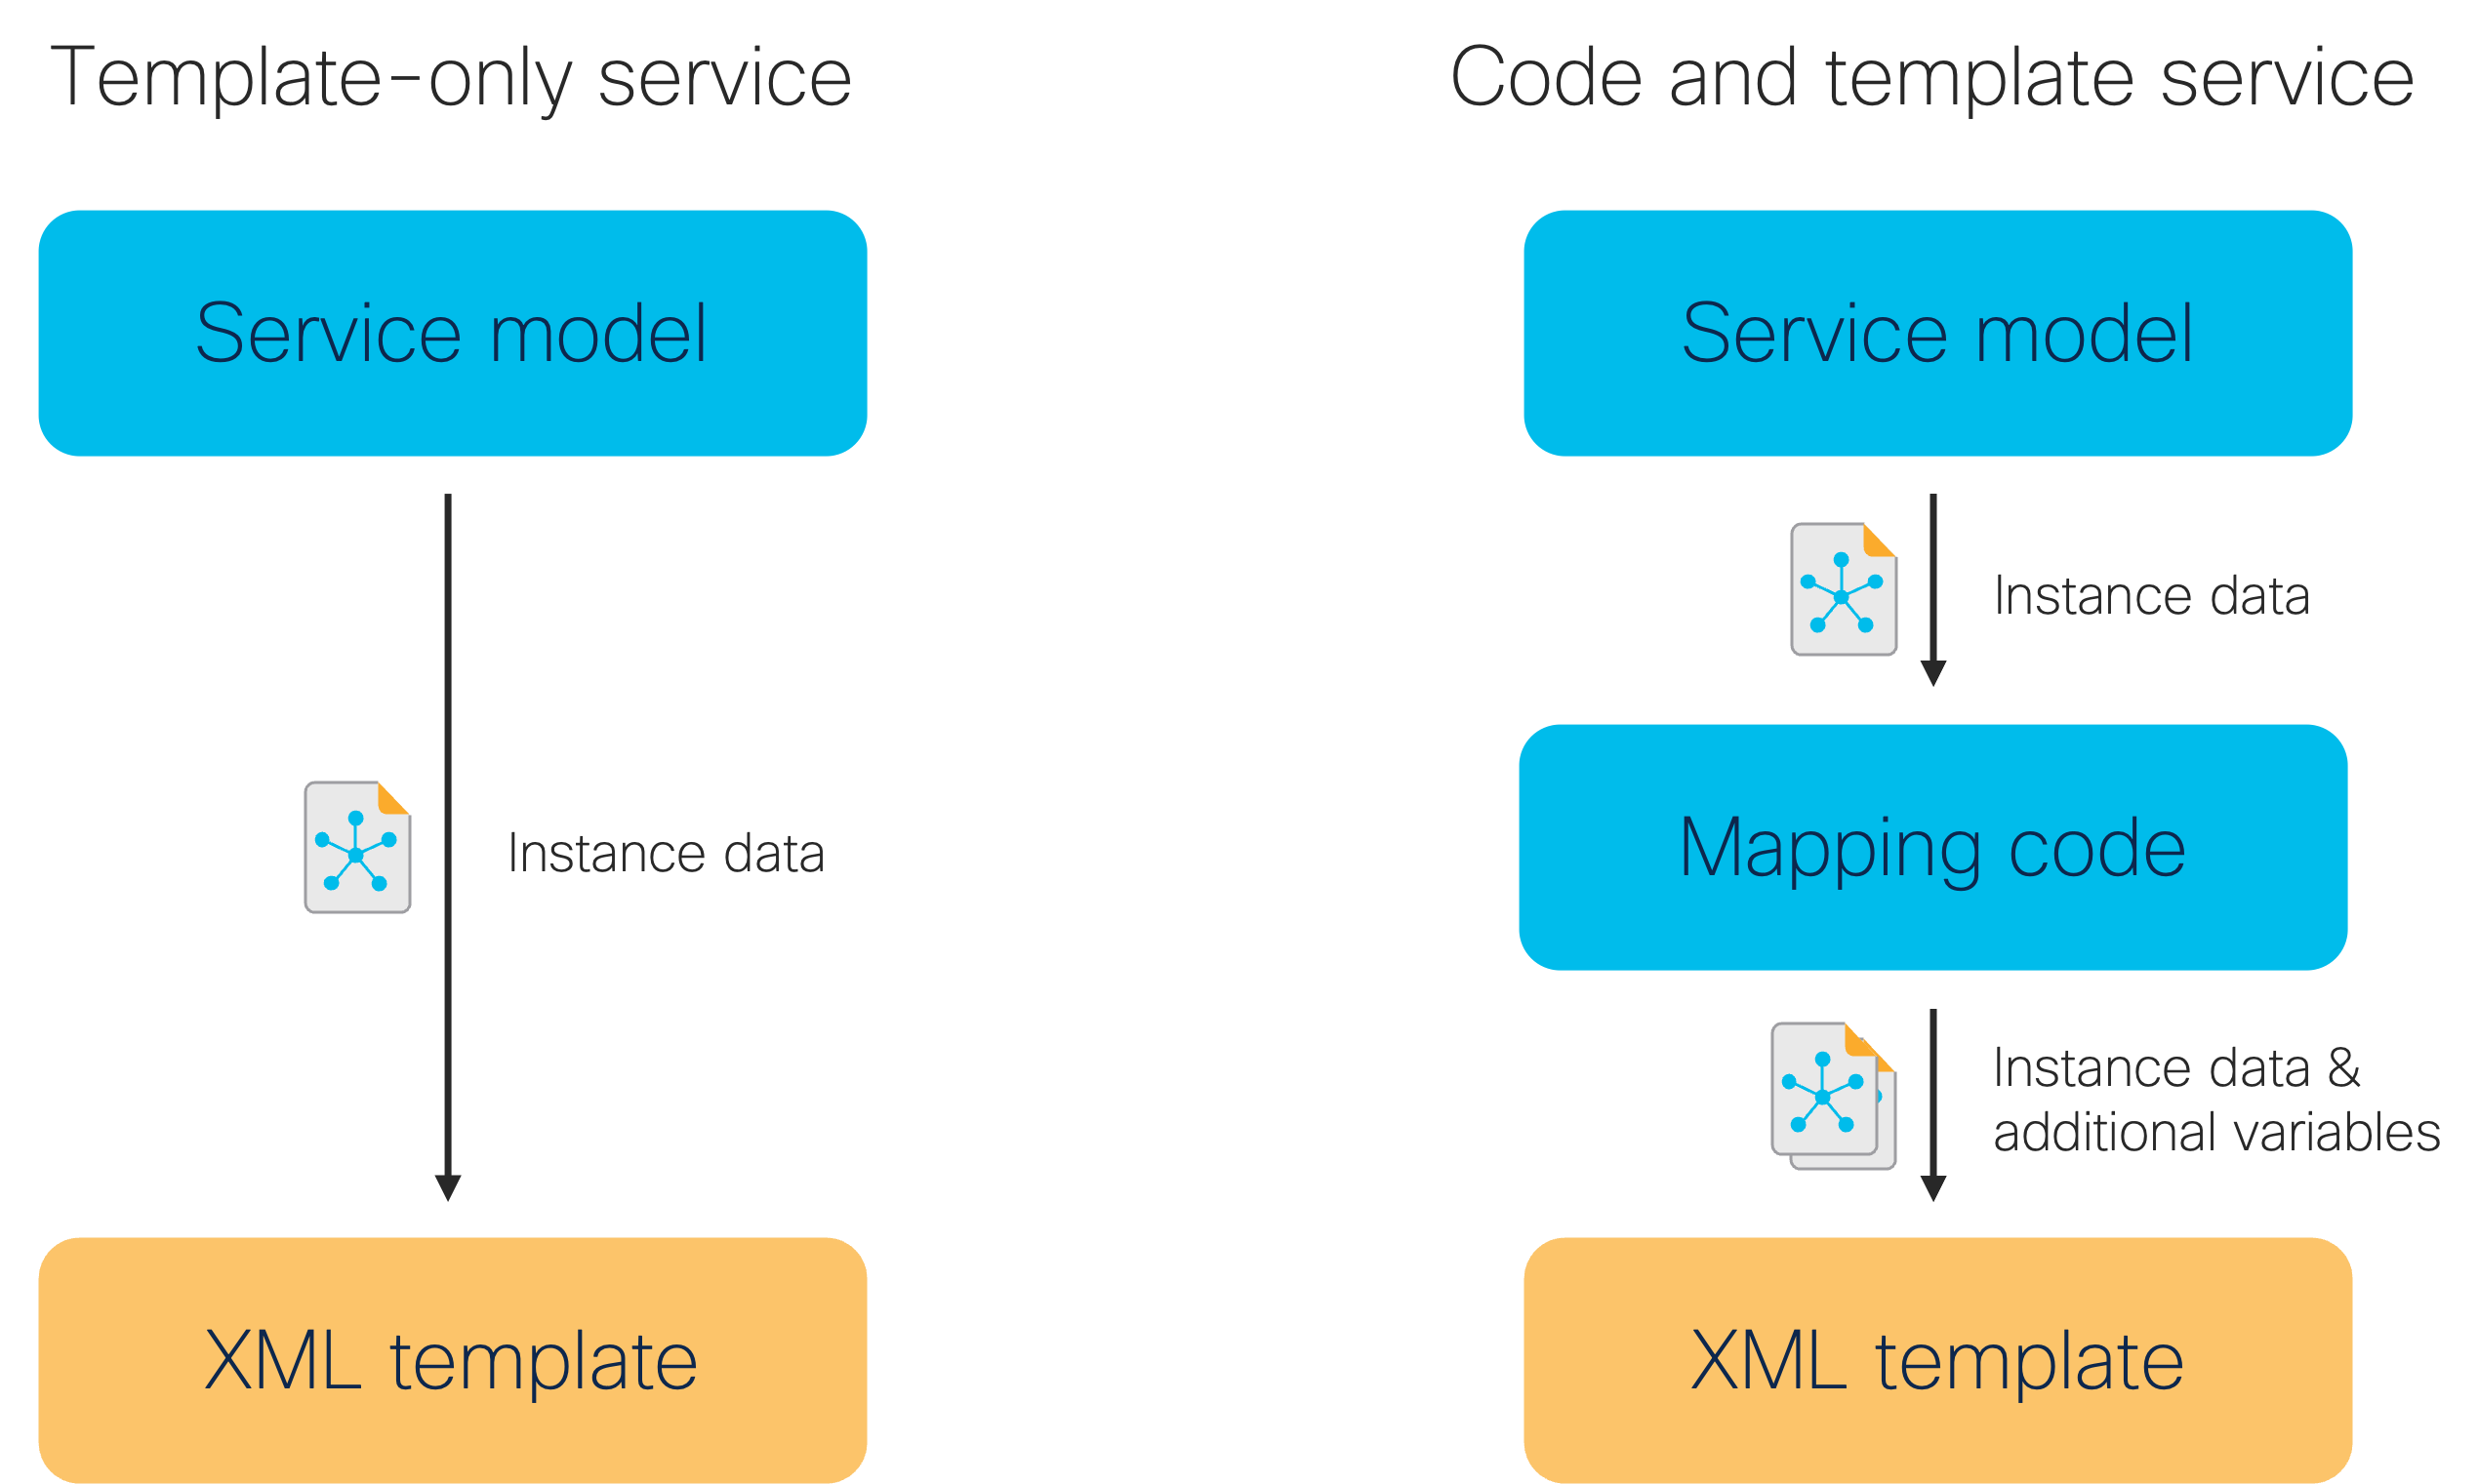 Template-only service
Service model
Instance data
XML template
Code and template service
Service model
Instance data
Mapping code
Instance data &
additional variables
XML template